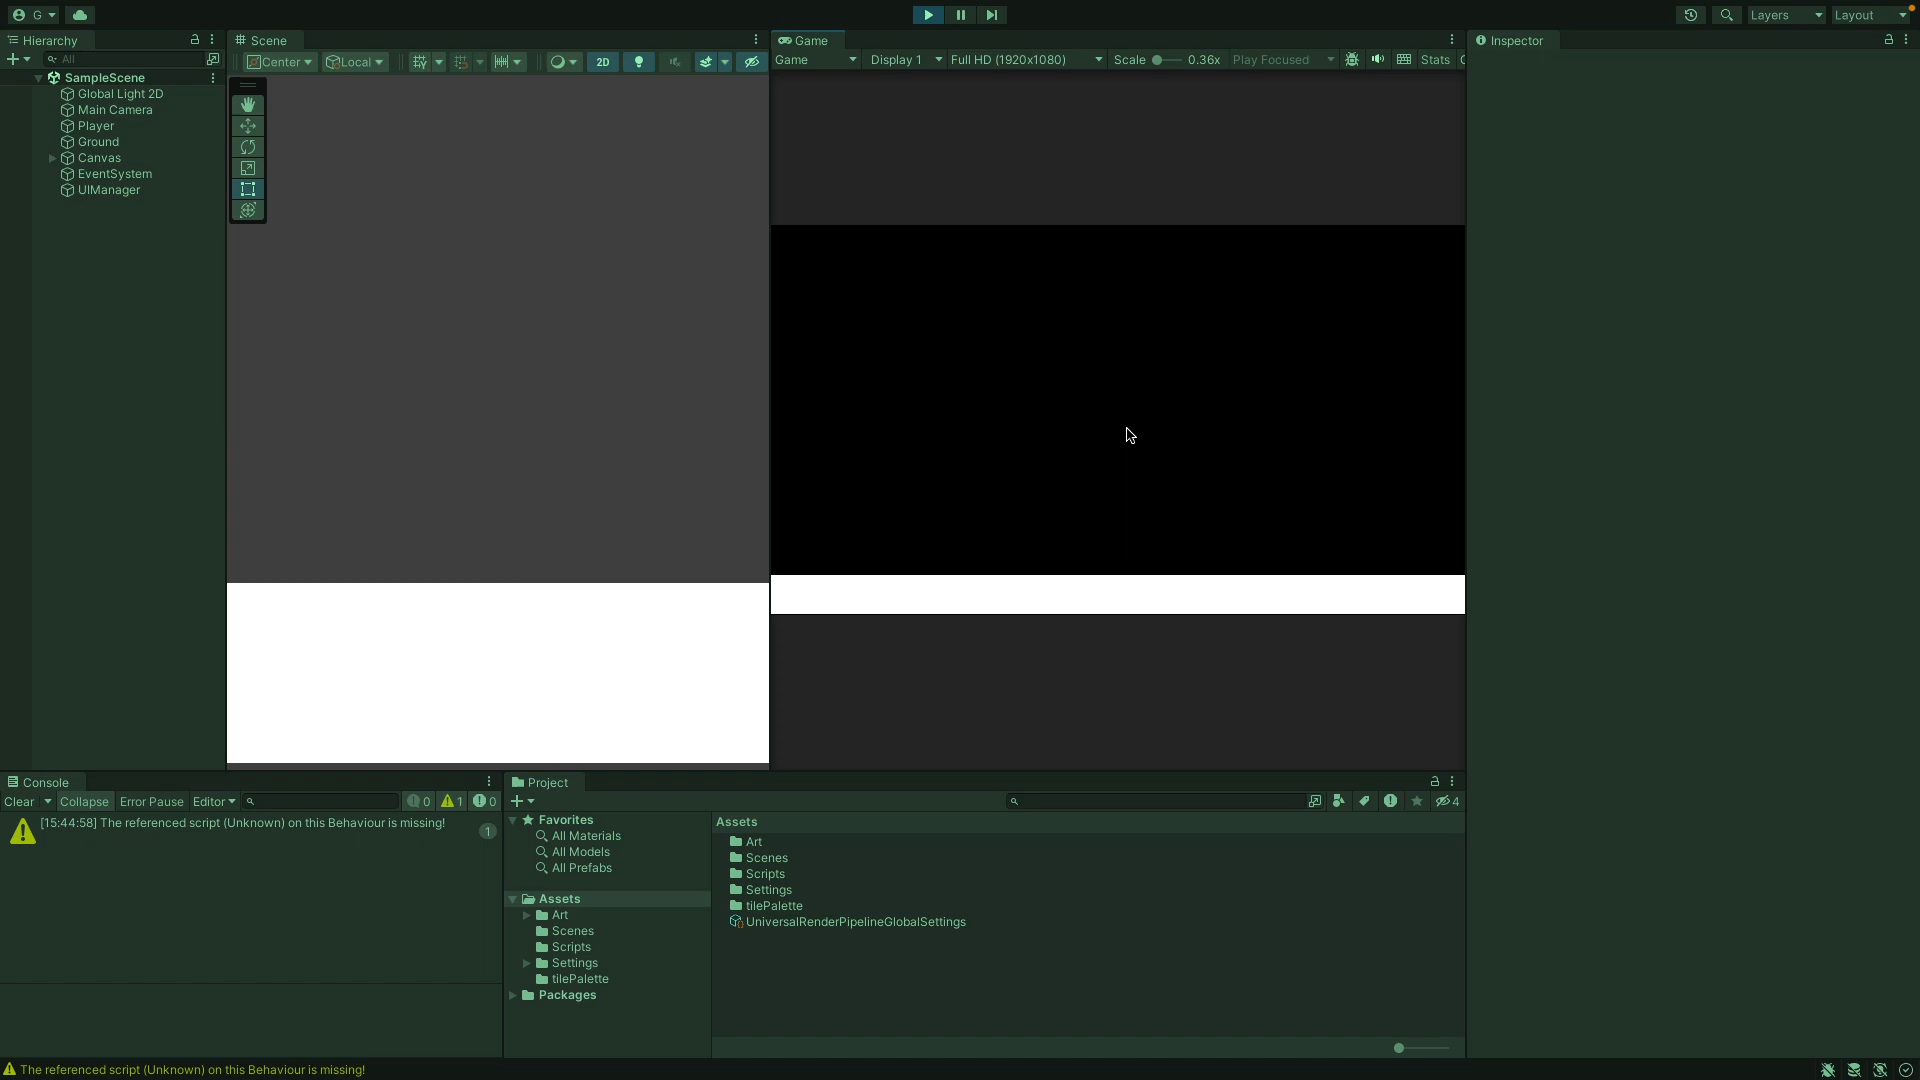 G
Layers
Layout
Hierarchy
All
SampleScene
Global Light 2D
Main Camera
Player
Ground
Canvas
EventSystem
UIManager
Scene
Center
Local
2D
Game
Game
Display 1
Full HD (1920x1080)
Scale
0.36x
Play Focused
Stats
Inspector
Console
Clear
Collapse
Error Pause
Editor
0
1
0
[15:44:58] The referenced script (Unknown) on this Behaviour is missing!
1
Project
4
Favorites
All Materials
All Models
All Prefabs
Assets
Art
Scenes
Scripts
Settings
tilePalette
Packages
Assets
Art
Scenes
Scripts
Settings
tilePalette
UniversalRenderPipelineGlobalSettings
The referenced script (Unknown) on this Behaviour is missing!